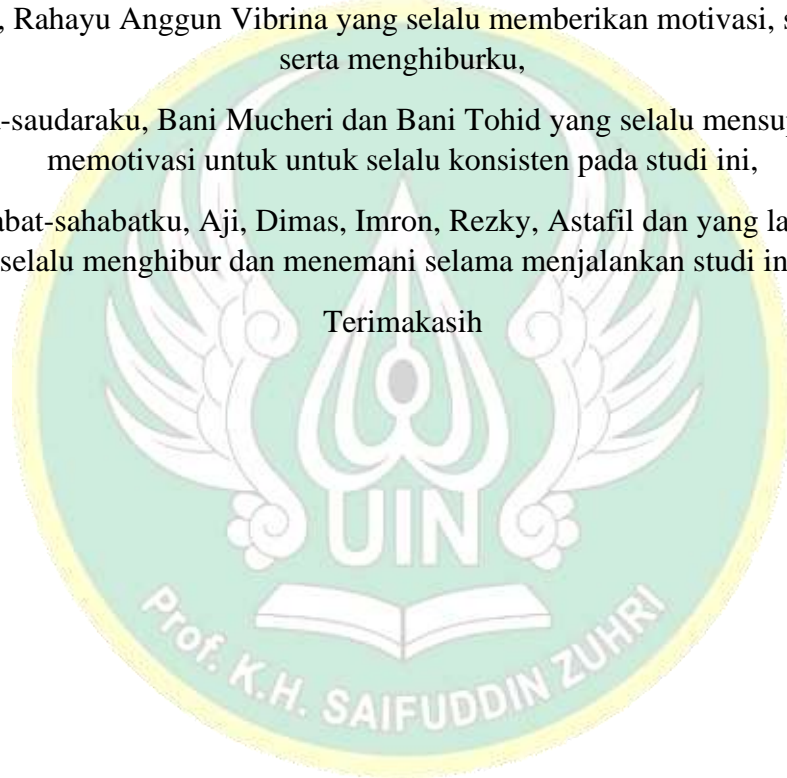 , Rahayu Anggun Vibrina yang selalu memberikan motivasi, s
serta menghiburku,
-saudaraku, Bani Mucheri dan Bani Tohid yang selalu mensup
memotivasi untuk untuk selalu konsisten pada studi ini,
abat-sahabatku, Aji, Dimas, Imron, Rezky, Astafil dan yang la
selalu menghibur dan menemani selama menjalankan studi in
Terimakasih
UIN
Prof. K.H. SAIFUDDIN ZUHRI